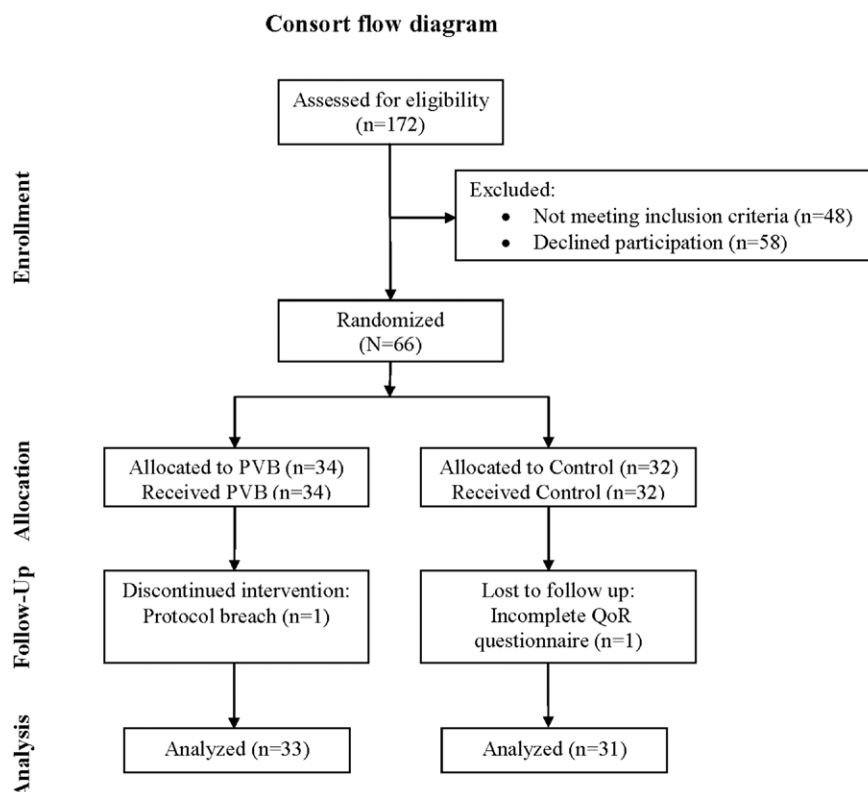 Consort flow diagram
Assessed for eligibility
(n=172)
Enrollment
Excluded:
• Not meeting inclusion criteria (n=48)
• Declined participation (n=58)
Randomized
(N=66)
Allocation
Allocated to PVB (n=34)
Received PVB (n=34)
Allocated to Control (n=32)
Received Control (n=32)
Follow-Up
Discontinued intervention:
Protocol breach (n=1)
Lost to follow up:
Incomplete QoR
questionnaire (n=1)
Analysis
Analyzed (n=33)
Analyzed (n=31)